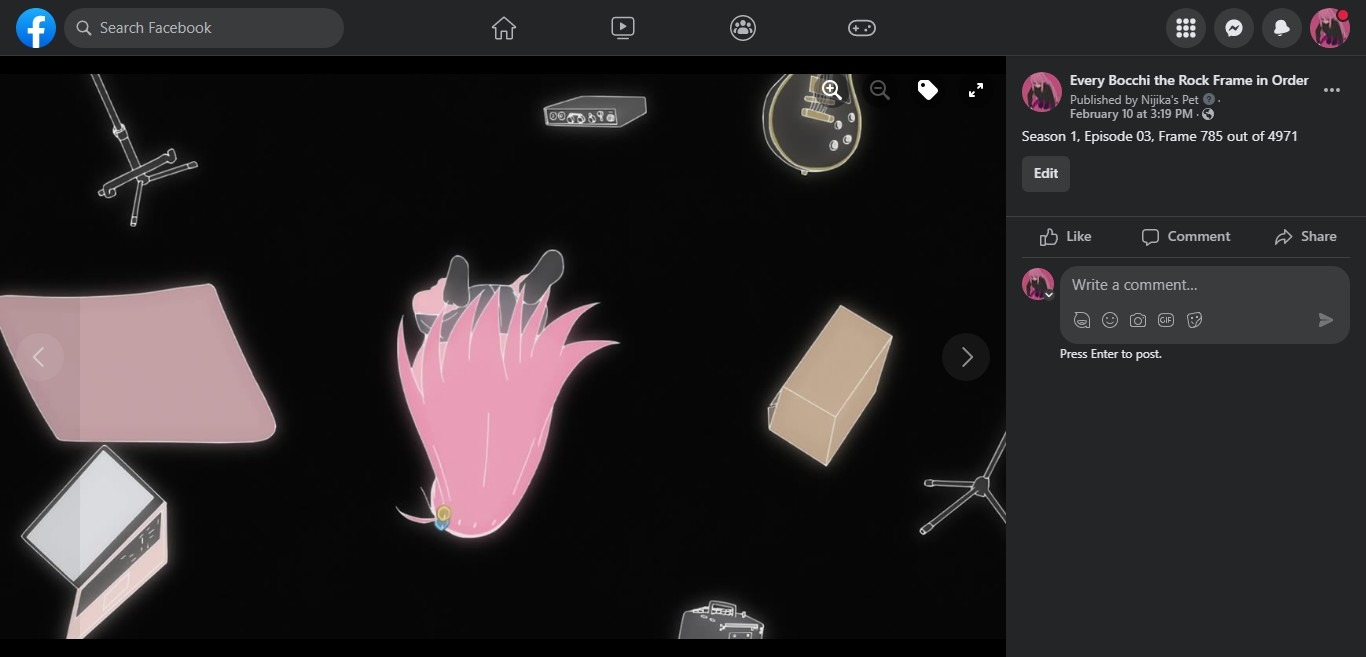 Search Facebook
Every Bocchi the Rock Frame in Order
Published by Nijika's Pet ·
February 10 at 3:19 PM ·
Season 1, Episode 03, Frame 785 out of 4971
Edit
Like
Comment
Share
Write a comment...
GIF
Press Enter to post.